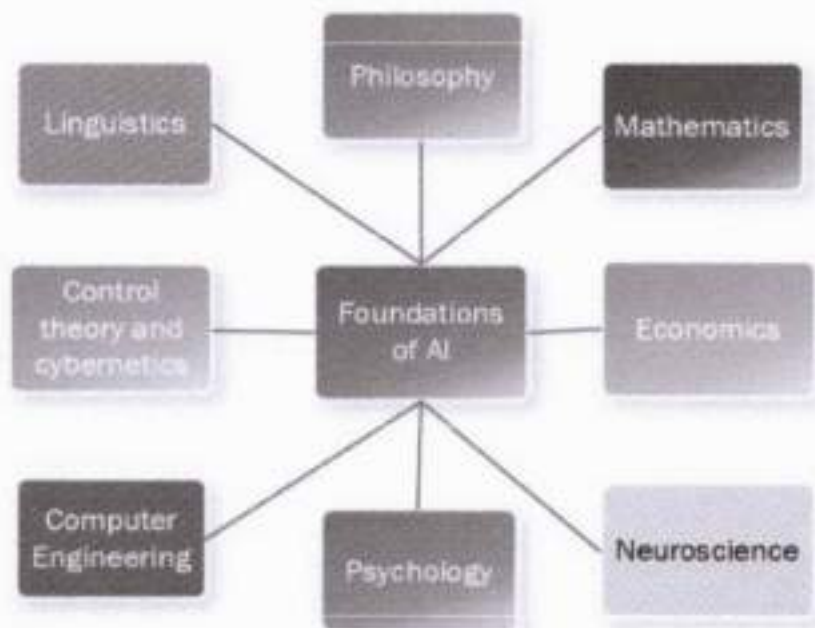 Philosophy
Linguistics
Mathematics
Control
theory and
cybernetics
Foundations
of AI
Economics
Computer
Engineering
Psychology
Neuroscience